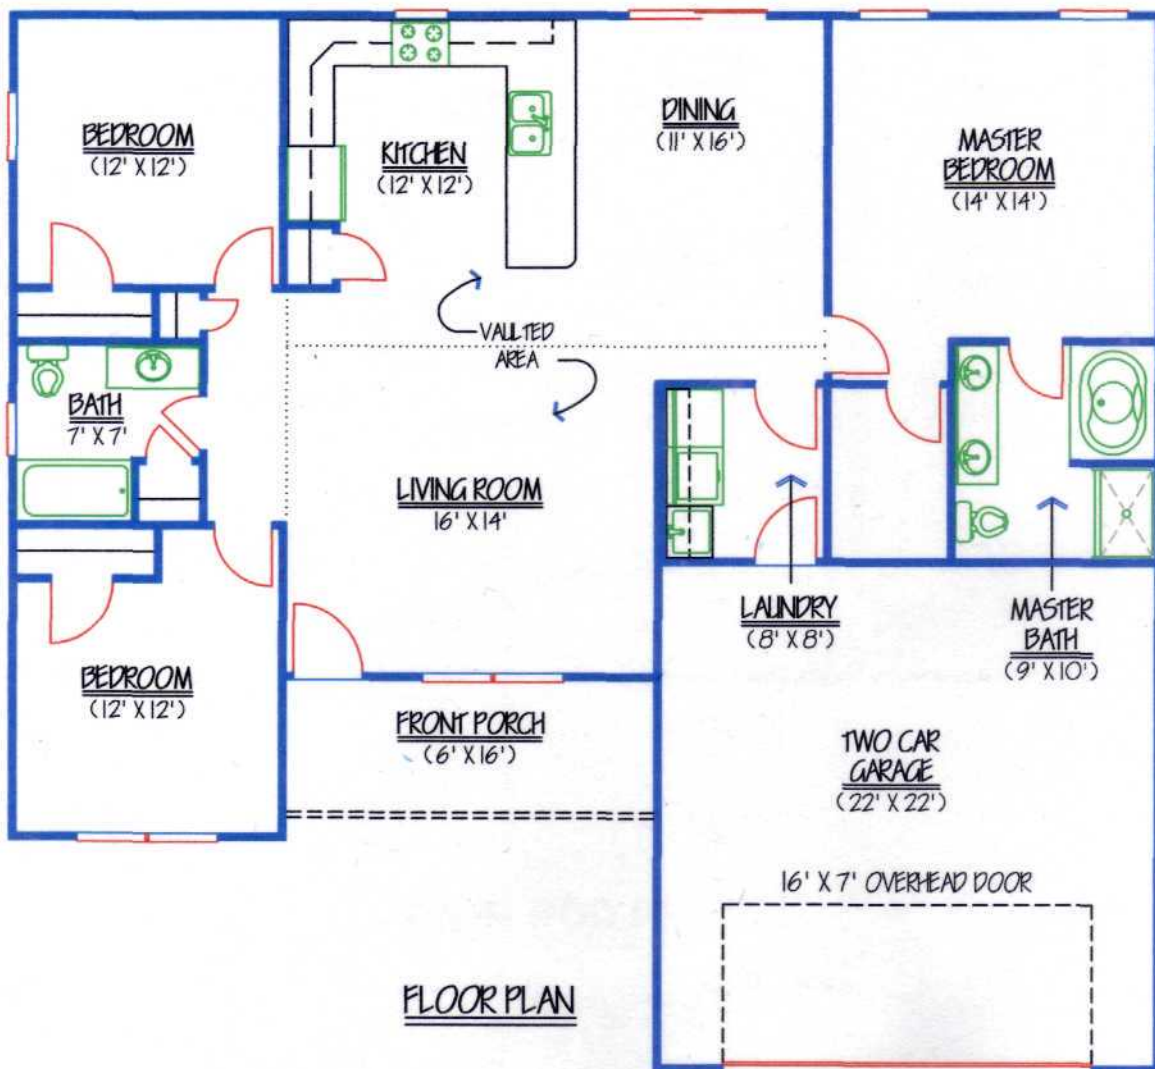 BEDROOM
(12' X 12')
KITCHEN
(12' X 12')
DINING
(11' X 16')
MASTER
BEDROOM
(14' X 14')
VAULTED
AREA
BATH
7' X 7'
LIVING ROOM
16' X 14'
LAUNDRY
(8' X 8')
MASTER
BATH
(9' X 10')
BEDROOM
(12' X 12')
FRONT PORCH
(6' X 16')
TWO CAR
GARAGE
(22' X 22')
16' X 7' OVERHEAD DOOR
FLOOR PLAN